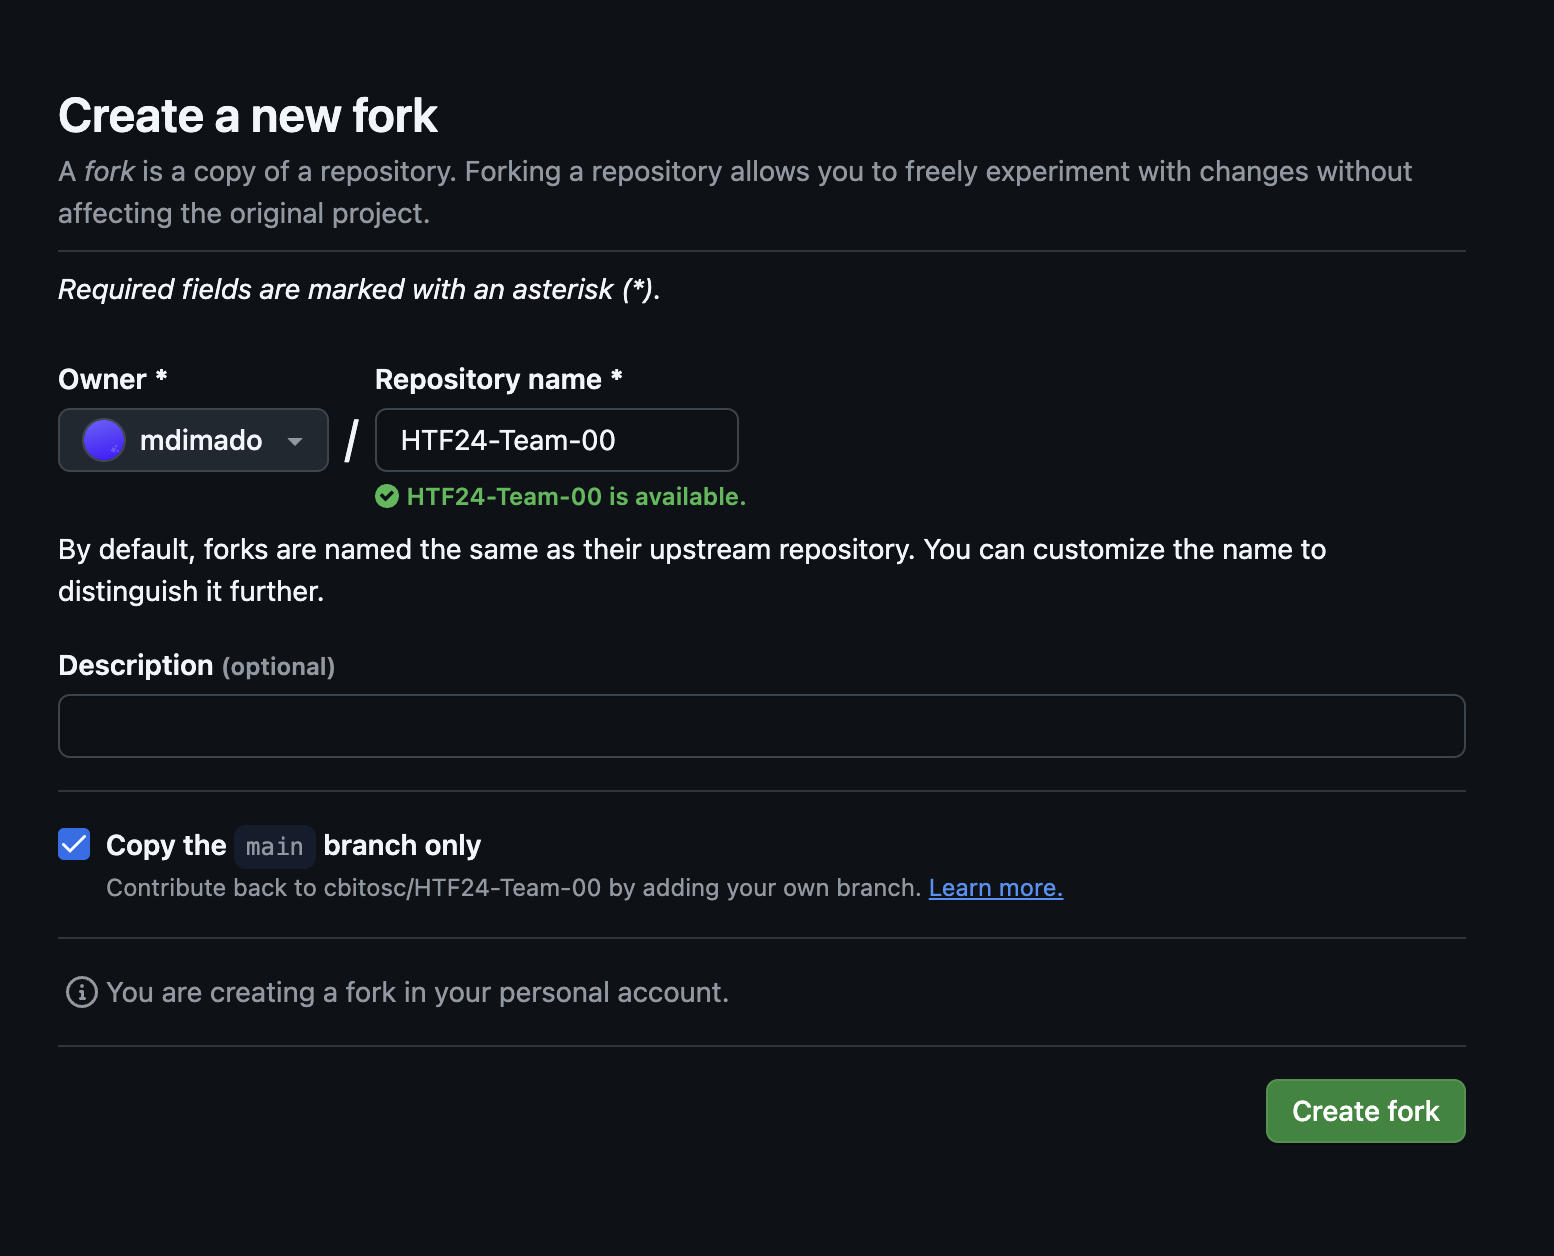 Create a new fork
A fork is a copy of a repository. Forking a repository allows you to freely experiment with changes without
affecting the original project.
Required fields are marked with an asterisk (*).
Owner *
Repository name *
mdimado
/
HTF24-Team-00
HTF24-Team-00 is available.
By default, forks are named the same as their upstream repository. You can customize the name to
distinguish it further.
Description (optional)
Copy the main branch only
Contribute back to cbitosc/HTF24-Team-00 by adding your own branch. Learn more.
You are creating a fork in your personal account.
Create fork